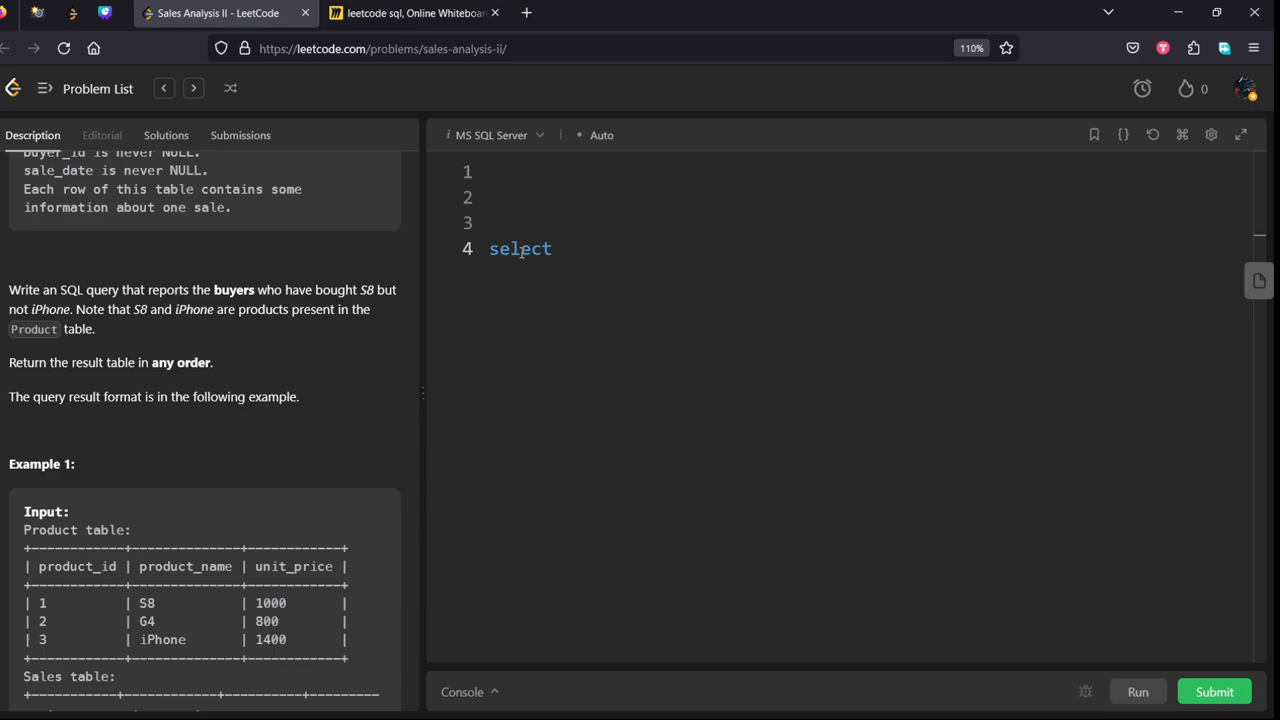 Sales Analysis II - LeetCode
leetcode sql, Online Whiteboard
https://leetcode.com/problems/sales-analysis-ii/
110%
Problem List
0
Description
Editorial
Solutions
Submissions
MS SQL Server
Auto
buyer_id is never NULL.
sale_date is never NULL.
Each row of this table contains some
information about one sale.
Write an SQL query that reports the buyers who have bought S8 but
not iPhone. Note that S8 and iPhone are products present in the
Product table.
Return the result table in any order.
The query result format is in the following example.
Example 1:
Input:
Product table:
+------------+--------------+------------+
| product_id | product_name | unit_price |
+------------+--------------+------------+
| 1 | S8 | 1000 |
| 2 | G4 | 800 |
| 3 | iPhone | 1400 |
+------------+--------------+------------+
Sales table:
1
2
3
4 select
Console
Run
Submit